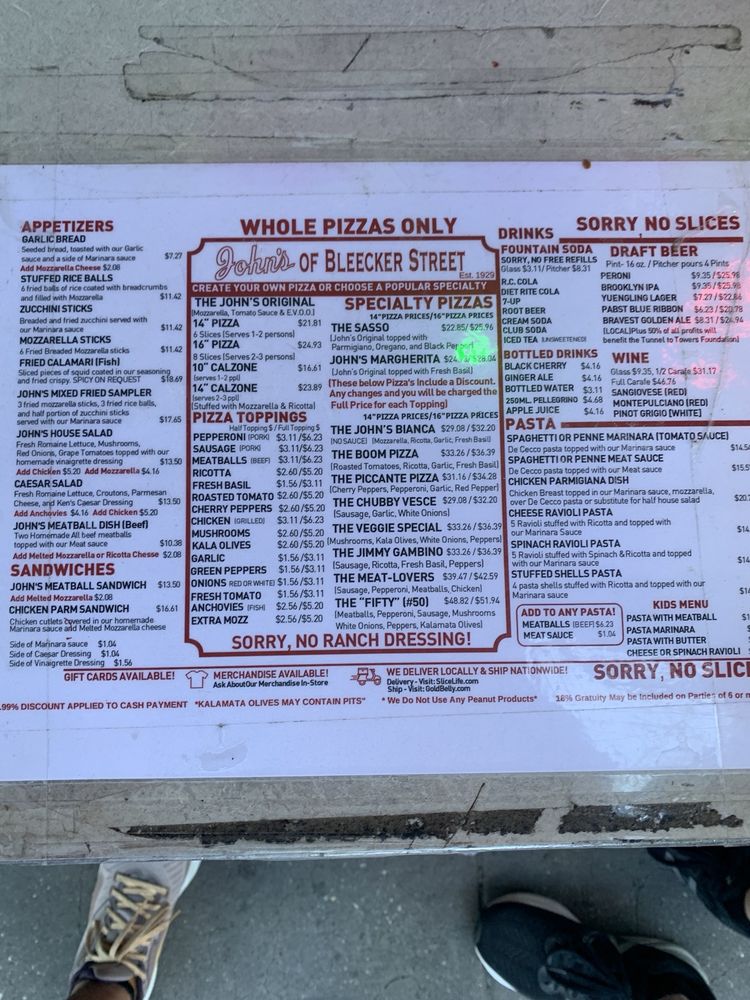 APPETIZERS
GARLIC BREAD
Seeded bread, toasted with our Garlic
sauce and a side of Marinara sauce $7.27
Add Mozzarella Cheese $2.08
STUFFED RICE BALLS
6 fried balls of rice coated with breadcrumbs
and filled with Mozzarella $11.42
ZUCCHINI STICKS
Breaded and fried zucchini served with
our Marinara sauce $11.42
MOZZARELLA STICKS
6 Fried Breaded Mozzarella sticks $11.42
FRIED CALAMARI (Fish)
Sliced pieces of squid coated in our seasoning
and fried crispy. SPICY ON REQUEST $18.69
JOHN'S MIXED FRIED SAMPLER
3 fried mozzarella sticks, 3 fried rice balls,
and half portion of zucchini sticks
served with our Marinara sauce $17.65
JOHN'S HOUSE SALAD
Fresh Romaine Lettuce, Mushrooms,
Red Onions, Grape Tomatoes topped with our
homemade vinaigrette dressing $13.50
Add Chicken $5.20 Add Mozzarella $4.16
CAESAR SALAD
Fresh Romaine Lettuce, Croutons, Parmesan
Cheese, and Ken's Caesar Dressing $13.50
Add Anchovies $4.16 Add Chicken $5.20
JOHN'S MEATBALL DISH (Beef)
Two Homemade All beef meatballs
topped with our Meat sauce $10.38
Add Melted Mozzarella or Ricotta Cheese $2.08
SANDWICHES
JOHN'S MEATBALL SANDWICH $13.50
Add Melted Mozzarella $2.08
CHICKEN PARM SANDWICH $16.61
Chicken cutlets covered in our homemade
Marinara sauce and Melted Mozzarella cheese
Side of Marinara sauce $1.04
Side of Caesar Dressing $1.04
Side of Vinaigrette Dressing $1.56
WHOLE PIZZAS ONLY
John's OF BLEECKER STREET
Est. 1929
CREATE YOUR OWN PIZZA OR CHOOSE A POPULAR SPECIALTY
THE JOHN'S ORIGINAL
(Mozzarella, Tomato Sauce & E.V.O.O.)
14" PIZZA $21.81
6 Slices (Serves 1-2 persons)
16" PIZZA $24.93
8 Slices (Serves 2-3 persons)
10" CALZONE $16.61
(serves 1-2 ppl)
14" CALZONE $23.89
(serves 2-3 ppl)
(Stuffed with Mozzarella & Ricotta)
PIZZA TOPPINGS
Half Topping $ / Full Topping $
PEPPERONI (PORK) $3.11/$6.23
SAUSAGE (PORK) $3.11/$6.23
MEATBALLS (BEEF) $3.11/$6.23
RICOTTA $2.60/$5.20
FRESH BASIL $1.56/$3.11
ROASTED TOMATO $2.60/$5.20
CHERRY PEPPERS $2.60/$5.20
CHICKEN (GRILLED) $3.11/$6.23
MUSHROOMS $2.60/$5.20
KALA OLIVES $2.60/$5.20
GARLIC $1.56/$3.11
GREEN PEPPERS $1.56/$3.11
ONIONS (RED OR WHITE) $1.56/$3.11
FRESH TOMATO $1.56/$3.11
ANCHOVIES (FISH) $2.56/$5.20
EXTRA MOZZ $2.56/$5.20
SPECIALTY PIZZAS
14"PIZZA PRICES/16"PIZZA PRICES
THE SASSO $22.85/$25.96
(John's Original topped with
Parmigiano, Oregano, and Black Pepper)
JOHN'S MARGHERITA
(John's Original topped with Fresh Basil)
(These below Pizza's Include a Discount.
Any changes and you will be charged the
Full Price for each Topping)
14"PIZZA PRICES/16"PIZZA PRICES
THE JOHN'S BIANCA $29.08/$32.20
(NO SAUCE) (Mozzarella, Ricotta, Garlic, Fresh Basil)
THE BOOM PIZZA $33.26/$36.39
(Roasted Tomatoes, Ricotta, Garlic, Fresh Basil)
THE PICCANTE PIZZA $31.16/$34.28
(Cherry Peppers, Pepperoni, Garlic, Red Pepper)
THE CHUBBY VESCE $29.08/$32.20
(Sausage, Garlic, White Onions)
THE VEGGIE SPECIAL $33.26/$36.39
(Mushrooms, Kala Olives, White Onions, Peppers)
THE JIMMY GAMBINO $33.26/$36.39
(Sausage, Ricotta, Fresh Basil, Peppers)
THE MEAT-LOVERS $39.47/$42.59
(Sausage, Pepperoni, Meatballs, Chicken)
THE "FIFTY" (#50) $48.82/$51.94
(Meatballs, Pepperoni, Sausage, Mushrooms
White Onions, Peppers, Kalamata Olives)
SORRY, NO RANCH DRESSING!
DRINKS
SORRY, NO SLICES
FOUNTAIN SODA
SORRY, NO FREE REFILLS
Glass $3.11/ Pitcher $8.31
R.C. COLA
DIET RITE COLA
7-UP
ROOT BEER
CREAM SODA
CLUB SODA
ICED TEA (UNSWEETENED)
DRAFT BEER
Pint- 16 oz. / Pitcher pours 4 Pints
PERONI $9.35/$25.98
BROOKLYN IPA $9.35/$25.98
YUENGLING LAGER $7.27/$22.86
PABST BLUE RIBBON $6.23/$20.78
BRAVEST GOLDEN ALE $8.31/$24.94
(LOCAL)Plus 50% of all profits will
benefit the Tunnel to Towers Foundation)
BOTTLED DRINKS
BLACK CHERRY $4.16
GINGER ALE $4.16
BOTTLED WATER $3.11
250ML. PELLEGRINO $4.68
APPLE JUICE $4.16
WINE
Glass $9.35, 1/2 Carafe $31.17
Full Carafe $46.76
SANGIOVESE (RED)
MONTEPULCIANO (RED)
PINOT GRIGIO (WHITE)
PASTA
SPAGHETTI OR PENNE MARINARA (TOMATO SAUCE)
De Cecco pasta topped with our Marinara sauce $14.5
SPAGHETTI OR PENNE MEAT SAUCE
De Cecco pasta topped with our Meat sauce $15.5
CHICKEN PARMIGIANA DISH
Chicken Breast topped in our Marinara sauce, mozzarella,
over De Cecco pasta or substitute for half house salad $20.
CHEESE RAVIOLI PASTA
5 Ravioli stuffed with Ricotta and topped with
our Marinara Sauce $14.
SPINACH RAVIOLI PASTA
5 Ravioli stuffed with Spinach &Ricotta and topped
with our Marinara sauce $14
STUFFED SHELLS PASTA
4 pasta shells stuffed with Ricotta and topped with our
Marinara sauce $1
ADD TO ANY PASTA!
MEATBALLS (BEEF) $6.23
MEAT SAUCE $1.04
KIDS MENU
PASTA WITH MEATBALL
PASTA MARINARA
PASTA WITH BUTTER
CHEESE OR SPINACH RAVIOLI
GIFT CARDS AVAILABLE!
MERCHANDISE AVAILABLE!
Ask AboutOur Merchandise In-Store
WE DELIVER LOCALLY & SHIP NATIONWIDE!
Delivery - Visit: SliceLife.com
Ship - Visit: GoldBelly.com
SORRY, NO SLIC
.99% DISCOUNT APPLIED TO CASH PAYMENT *KALAMATA OLIVES MAY CONTAIN PITS* * We Do Not Use Any Peanut Products* 18% Gratuity May be Included on Parties of 6 or m